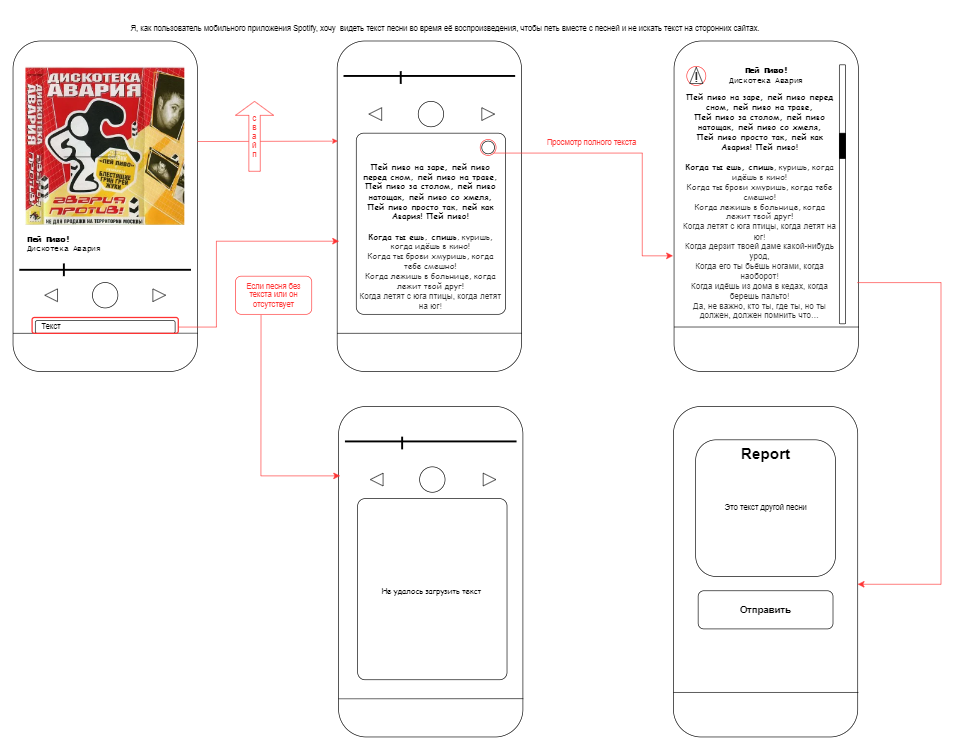 Я, как пользователь мобильного приложения Spotify, хочу видеть текст песни во время её воспроизведения, чтобы петь вместе с песней и не искать текст на сторонних сайтах.
ДИСКОТЕКА
АВАРИЯ
ДИСКОТЕКА
АВАРИЯ
«ПЕЙ ПИВО»
БЛЕСТЯЩИЕ
ГРИН ГРЕЙ
ЖУКИ
АВАРИЯ
ПРОТИВ!
НЕ ДЛЯ ПРОДАЖИ НА ТЕРРИТОРИИ МОСКВЫ
Пей Пиво!
Дискотека Авария
Текст
свайп
Если песня без
текста или он
отсутствует
Пей пиво на заре, пей пиво
перед сном, пей пиво на траве,
Пей пиво за столом, пей пиво
натощак, пей пиво со хмеля,
Пей пиво просто так, пей как
Авария! Пей пиво!
Когда ты ешь, спишь, куришь,
когда идёшь в кино!
Когда ты брови хмуришь, когда
тебе смешно!
Когда лежишь в больнице, когда
лежит твой друг!
Когда летят с юга птицы, когда летят
на юг!
Просмотр полного текста
Пей Пиво!
Дискотека Авария
Пей пиво на заре, пей пиво перед
сном, пей пиво на траве,
Пей пиво за столом, пей пиво
натощак, пей пиво со хмеля,
Пей пиво просто так, пей как
Авария! Пей пиво!
Когда ты ешь, спишь, куришь, когда
идёшь в кино!
Когда ты брови хмуришь, когда тебе
смешно!
Когда лежишь в больнице, когда
лежит твой друг!
Когда летят с юга птицы, когда летят на
юг!
Когда дерзит твоей даме какой-нибудь
урод,
Когда его ты бьёшь ногами, когда
наоборот!
Когда идёшь из дома в кедах, когда
берешь пальто!
Да, не важно, кто ты, где ты, но ты
должен, должен помнить что...
Не удалось загрузить текст
Report
Это текст другой песни
Отправить